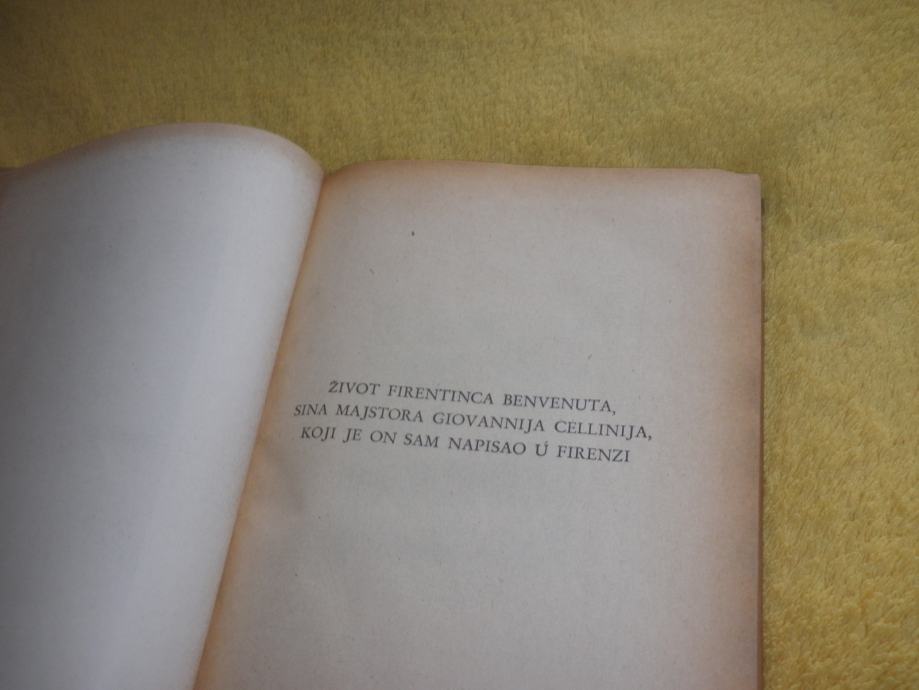 ŽIVOT FIRENTINCA BENVENUTA,
SINA MAJSTORA GIOVANNIJA CELLINIJA,
KOJI JE ON SAM NAPISAO U FIRENZI